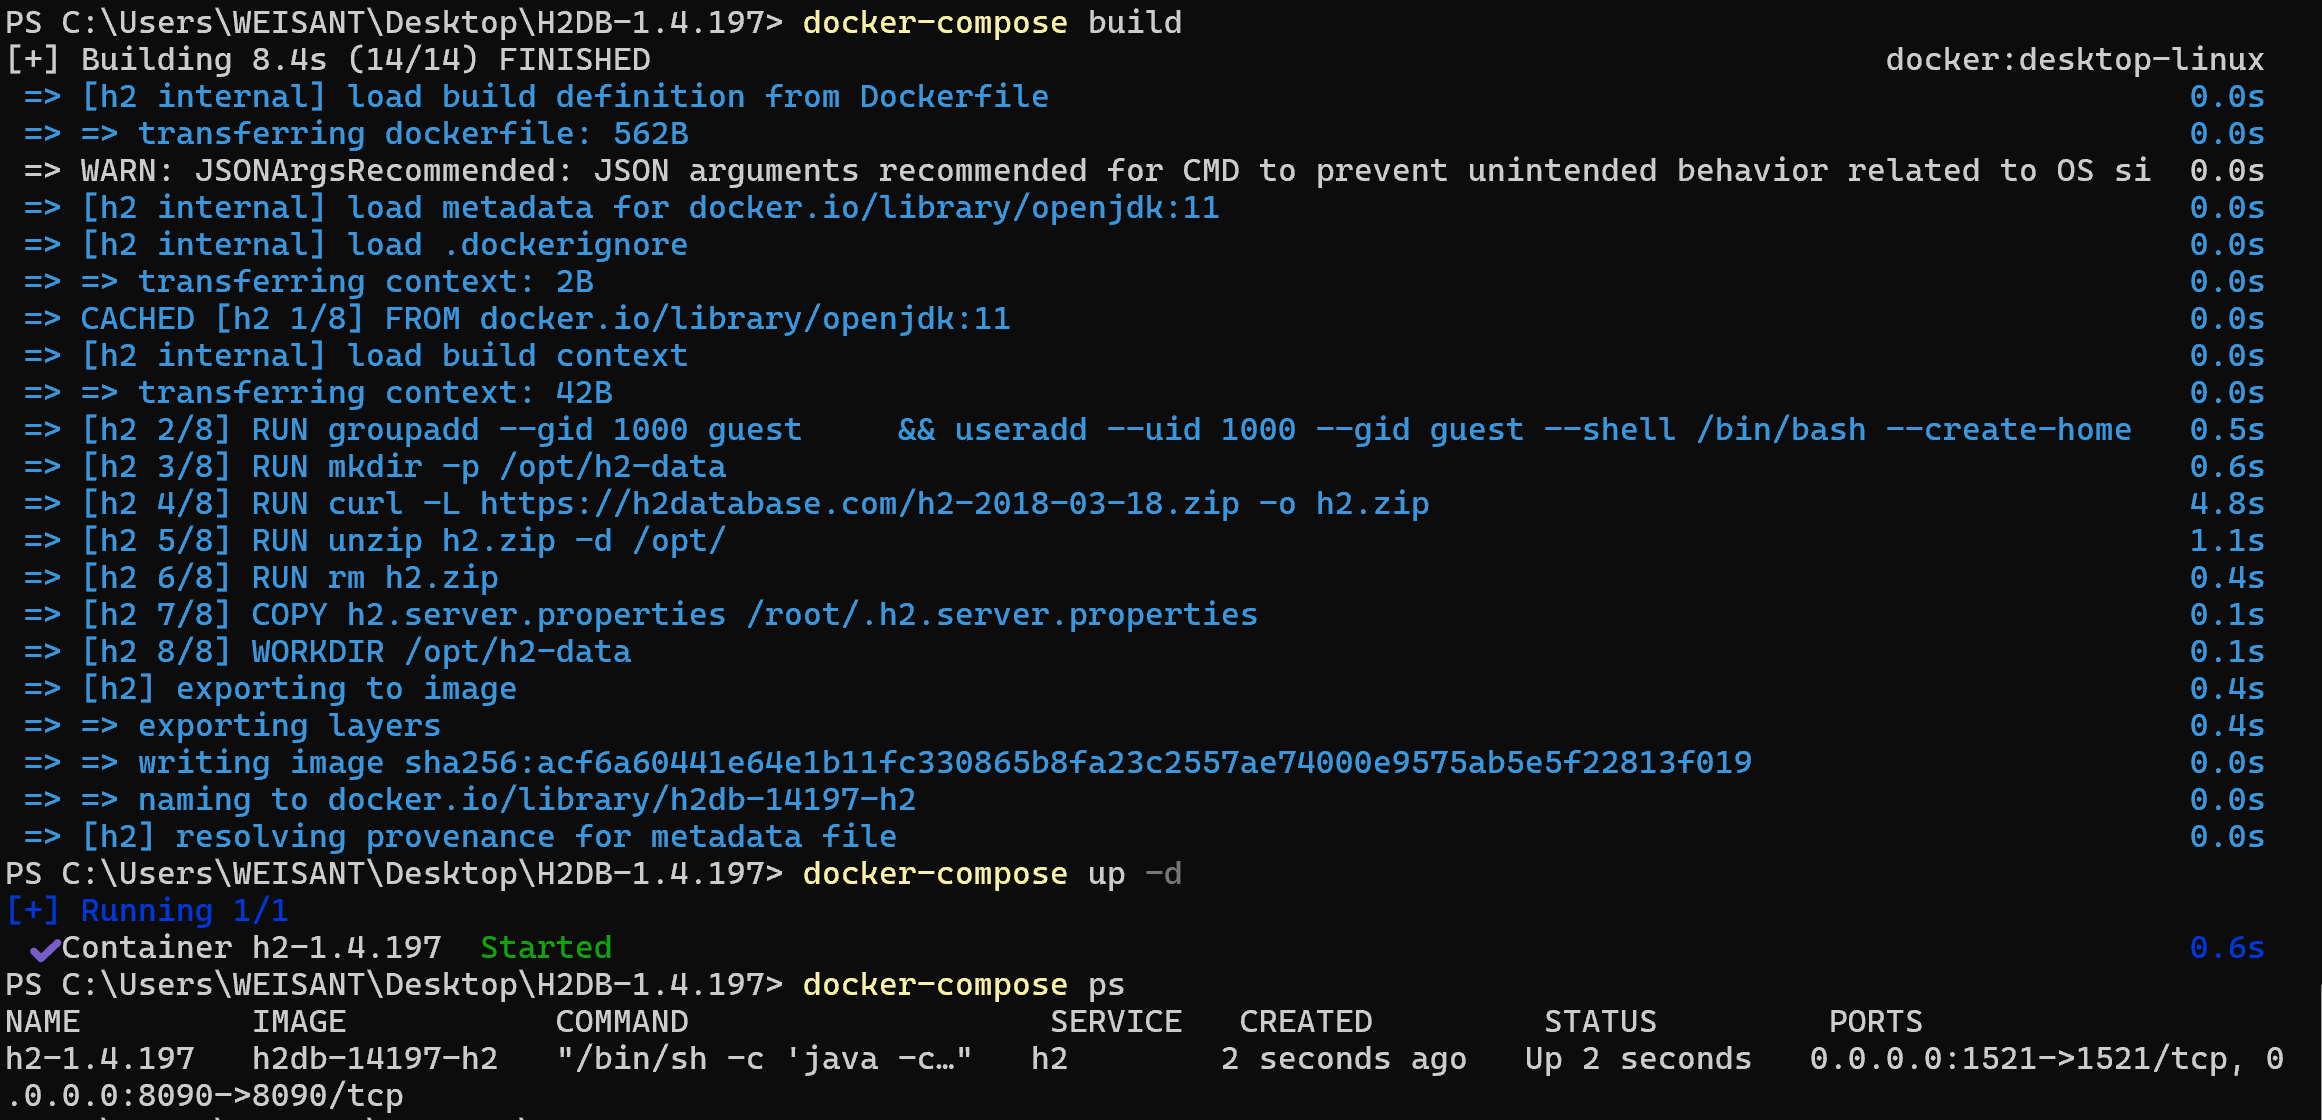 PS C:\Users\WEISANT\Desktop\H2DB-1.4.197> docker-compose build
[+] Building 8.4s (14/14) FINISHED docker:desktop-linux
=> [h2 internal] load build definition from Dockerfile 0.0s
=> => transferring dockerfile: 562B 0.0s
=> WARN: JSONArgsRecommended: JSON arguments recommended for CMD to prevent unintended behavior related to OS si 0.0s
=> [h2 internal] load metadata for docker.io/library/openjdk:11 0.0s
=> [h2 internal] load .dockerignore 0.0s
=> => transferring context: 2B 0.0s
=> CACHED [h2 1/8] FROM docker.io/library/openjdk:11 0.0s
=> [h2 internal] load build context 0.0s
=> => transferring context: 42B 0.0s
=> [h2 2/8] RUN groupadd --gid 1000 guest     && useradd --uid 1000 --gid guest --shell /bin/bash --create-home 0.5s
=> [h2 3/8] RUN mkdir -p /opt/h2-data 0.6s
=> [h2 4/8] RUN curl -L https://h2database.com/h2-2018-03-18.zip -o h2.zip 4.8s
=> [h2 5/8] RUN unzip h2.zip -d /opt/ 1.1s
=> [h2 6/8] RUN rm h2.zip 0.4s
=> [h2 7/8] COPY h2.server.properties /root/.h2.server.properties 0.1s
=> [h2 8/8] WORKDIR /opt/h2-data 0.1s
=> [h2] exporting to image 0.4s
=> => exporting layers 0.4s
=> => writing image sha256:acf6a60441e64e1b11fc330865b8fa23c2557ae74000e9575ab5e5f22813f019 0.0s
=> => naming to docker.io/library/h2db-14197-h2 0.0s
=> [h2] resolving provenance for metadata file 0.0s
PS C:\Users\WEISANT\Desktop\H2DB-1.4.197> docker-compose up -d
[+] Running 1/1
✔Container h2-1.4.197  Started 0.6s
PS C:\Users\WEISANT\Desktop\H2DB-1.4.197> docker-compose ps
NAME         IMAGE           COMMAND                   SERVICE   CREATED         STATUS         PORTS
h2-1.4.197   h2db-14197-h2   "/bin/sh -c 'java -c…"   h2        2 seconds ago   Up 2 seconds   0.0.0.0:1521->1521/tcp, 0
.0.0.0:8090->8090/tcp